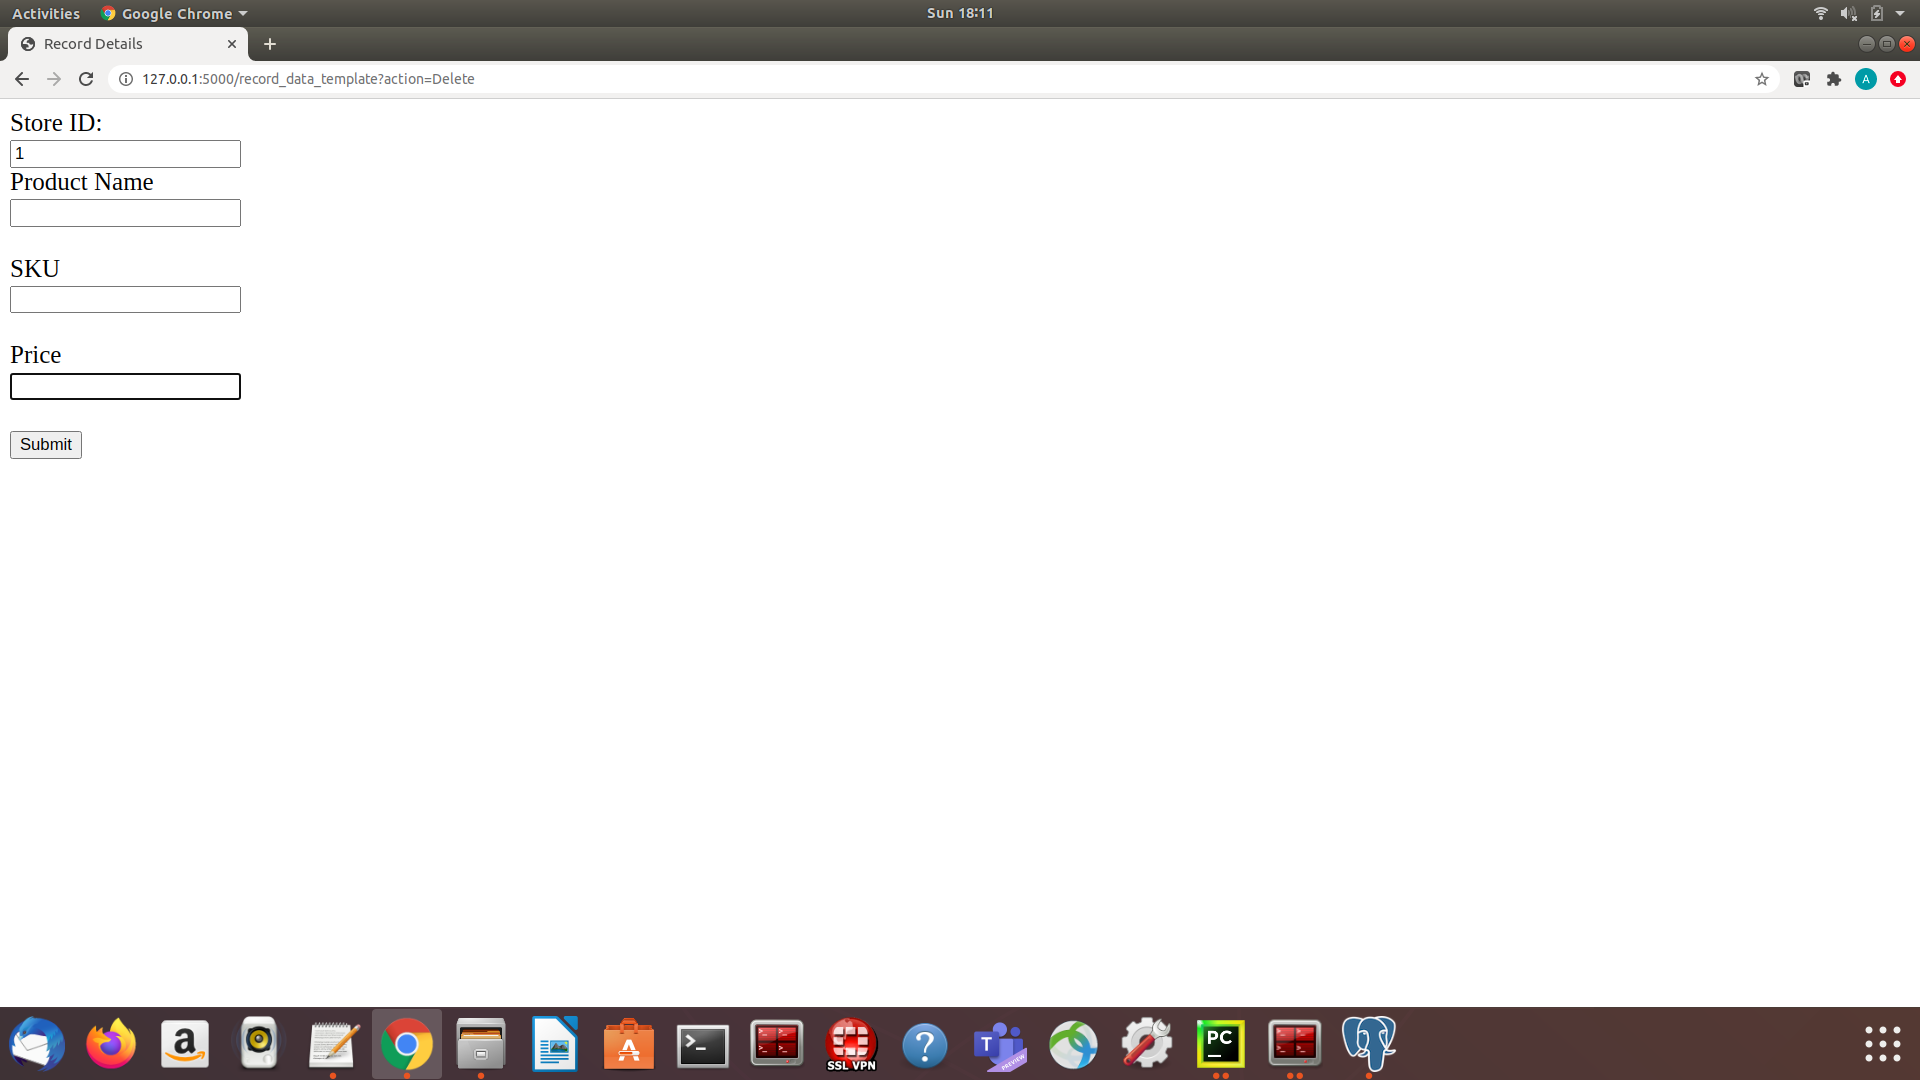 Activities Google Chrome Sun 18:11
Record Details
127.0.0.1:5000/record_data_template?action=Delete A
Store ID:
1
Product Name
SKU
Price
Submit
a >_ SSL VPN ? T PREVIEW PC